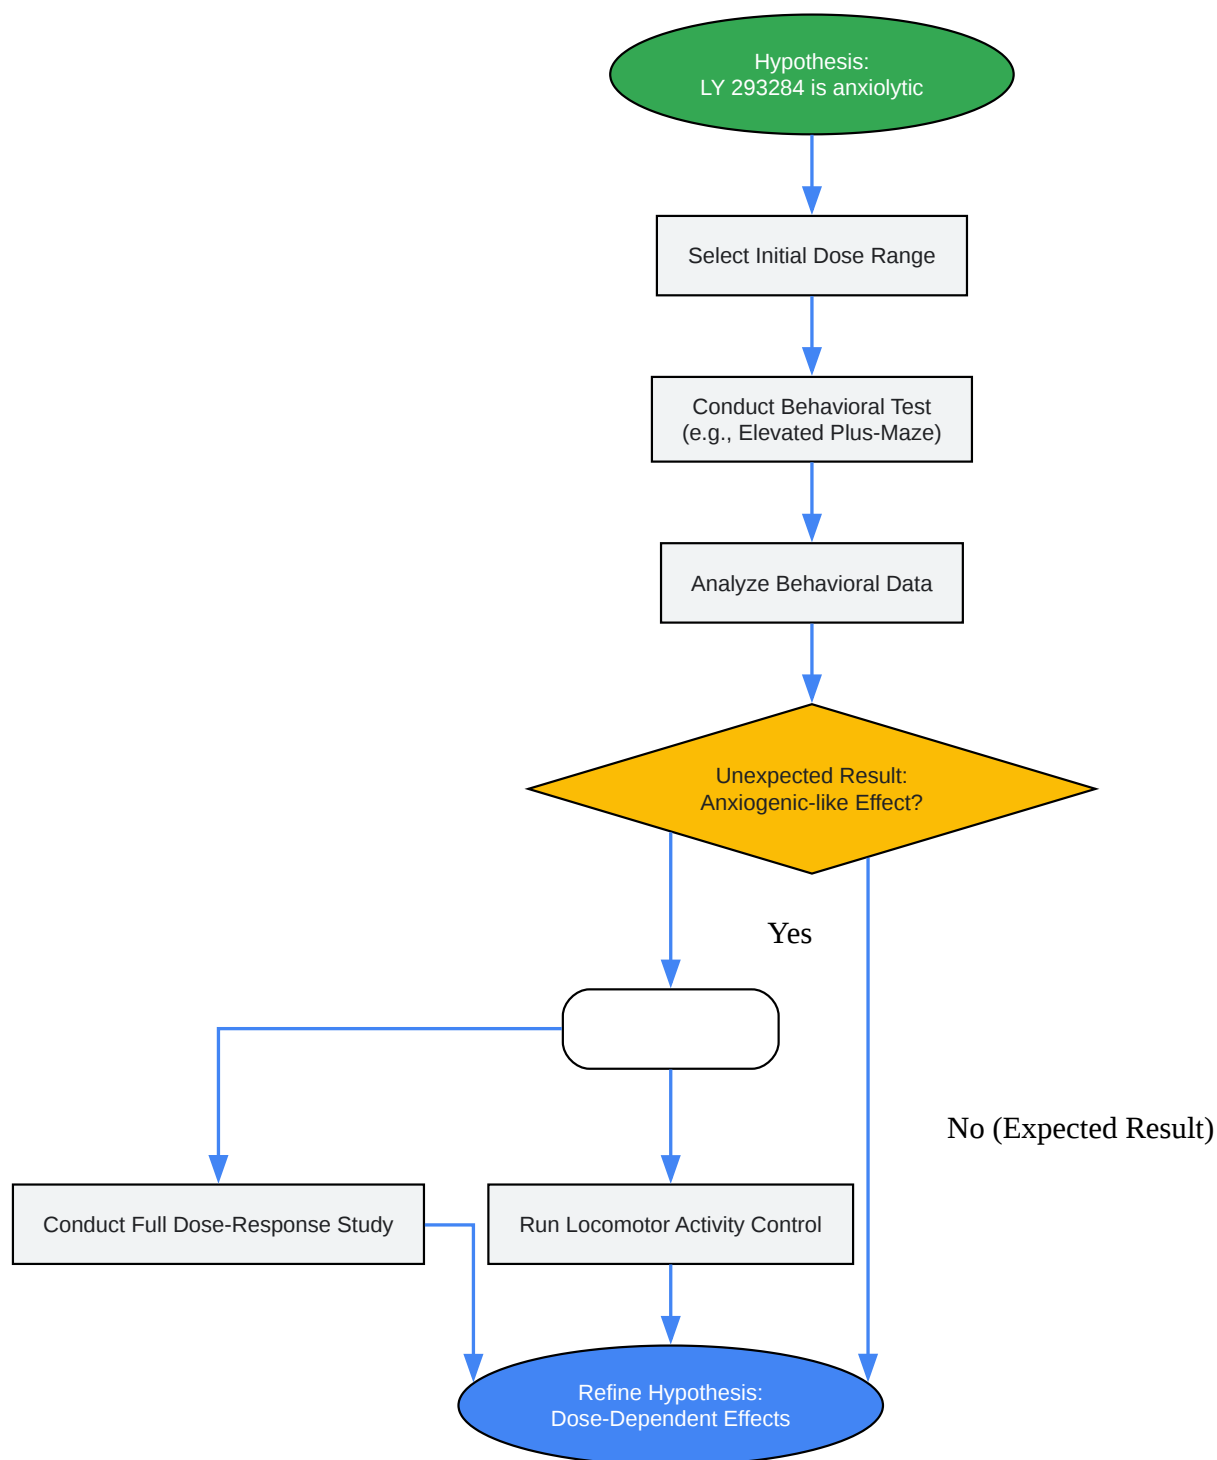 Hypothesis:
LY 293284 is anxiolytic
Select Initial Dose Range
Conduct Behavioral Test
(e.g., Elevated Plus-Maze)
Analyze Behavioral Data
Unexpected Result:
Anxiogenic-like Effect?
Yes
No (Expected Result)
Conduct Full Dose-Response Study
Run Locomotor Activity Control
Refine Hypothesis:
Dose-Dependent Effects